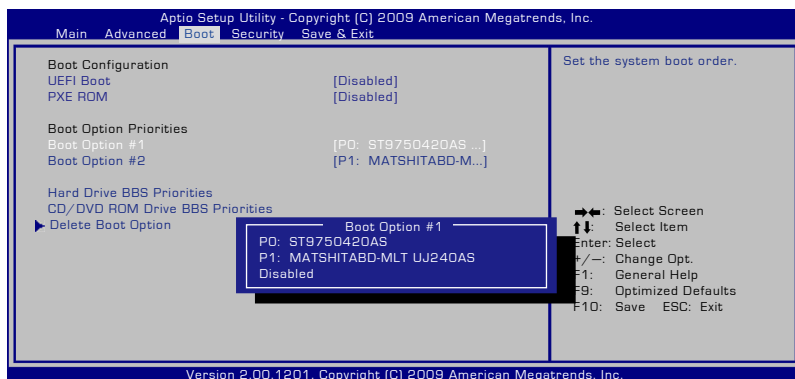 Aptio Setup Utility - Copyright (C) 2009 American Megatrends, Inc.
Main Advanced Boot Security Save & Exit
Boot Configuration
UEFI Boot [Disabled]
PXE ROM [Disabled]
Boot Option Priorities
Boot Option #1 [P0: ST9750420AS ...]
Boot Option #2 [P1: MATSHITABD-M...]
Hard Drive BBS Priorities
CD/DVD ROM Drive BBS Priorities
Delete Boot Option
Boot Option #1
P0: ST9750420AS
P1: MATSHITABD-MLT UJ240AS
Disabled
Set the system boot order.
→←: Select Screen
↑↓: Select Item
Enter: Select
+/—: Change Opt.
F1: General Help
F9: Optimized Defaults
F10: Save ESC: Exit
Version 2.00.1201. Copyright (C) 2009 American Megatrends, Inc.